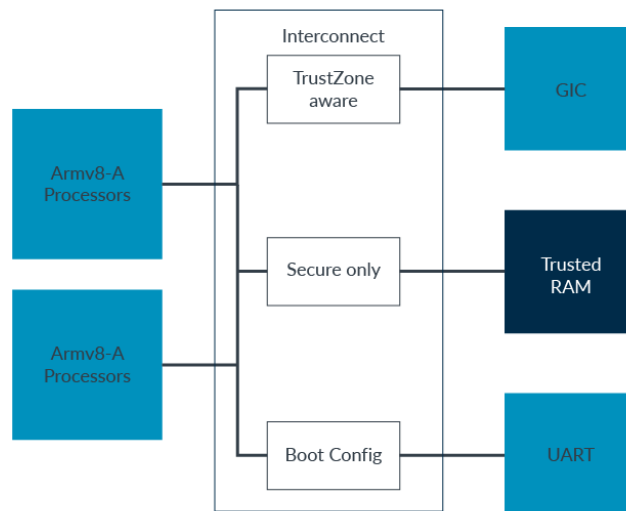 Interconnect
TrustZone
aware
GIC
Armv8-A
Processors
Secure only
Trusted
RAM
Armv8-A
Processors
Boot Config
UART